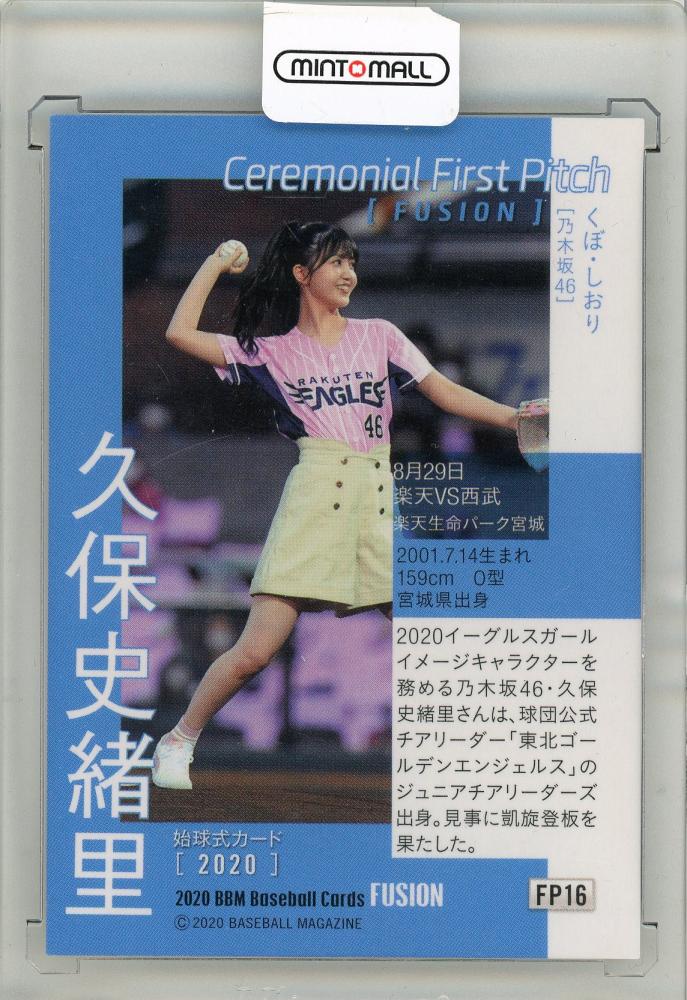 MINT MALL
Ceremonial First Pitch
[ FUSION ]
くぼ・しおり
[乃木坂46]
RAKUTEN
EAGLES
46
久保史緒里
8月29日
楽天VS西武
楽天生命パーク宮城
2001.7.14生まれ
159cm O型
宮城県出身
2020イーグルスガール
イメージキャラクターを
務める乃木坂46・久保
史緒里さんは、球団公式
チアリーダー「東北ゴー
ルデンエンジェルス」の
ジュニアチアリーダーズ
出身。見事に凱旋登板を
果たした。
始球式カード
[ 2020 ]
2020 BBM Baseball Cards FUSION
© 2020 BASEBALL MAGAZINE
FP16